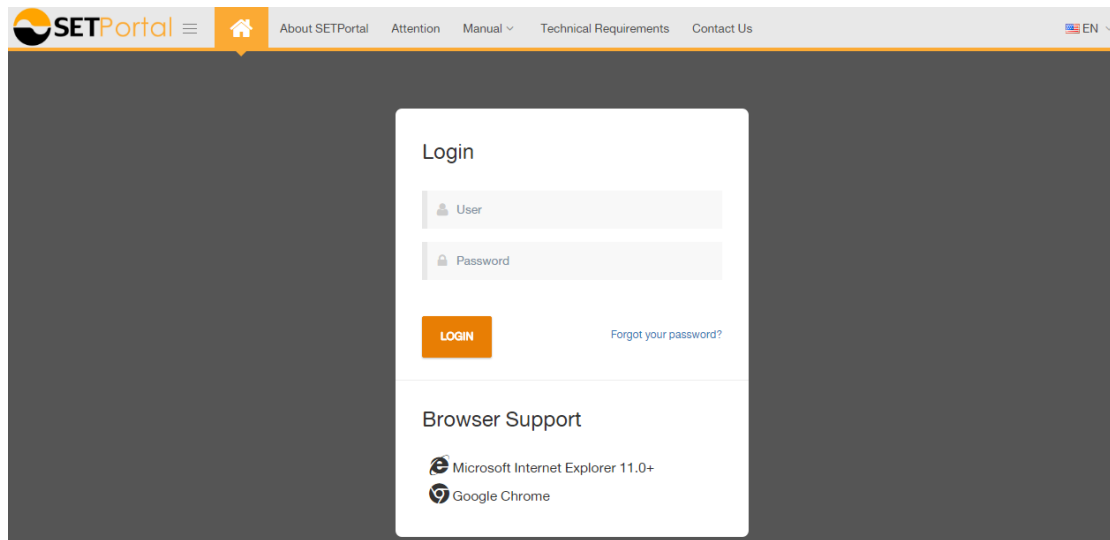 SETPortal About SETPortal Attention Manual Technical Requirements Contact Us EN
Login
User
Password
LOGIN Forgot your password?
Browser Support
Microsoft Internet Explorer 11.0+
Google Chrome